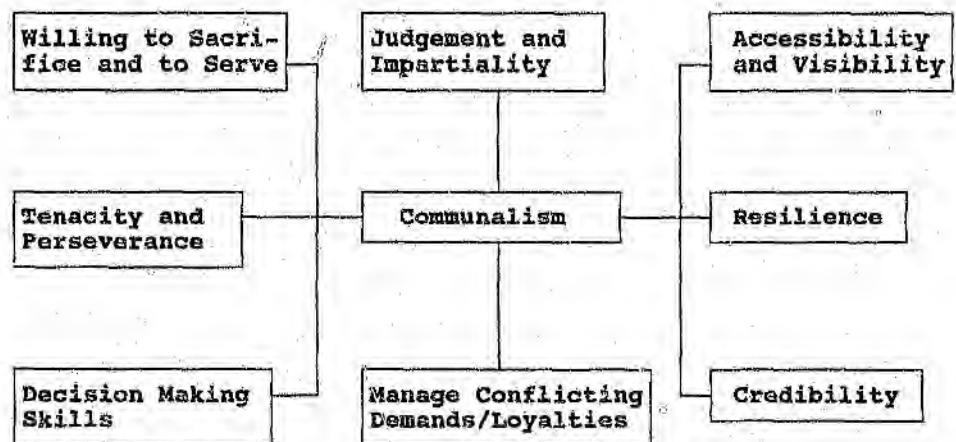 Willing to Sacri-
fice and to Serve
Judgement and
Impartiality
Accessibility
and Visibility
Tenacity and
Perseverance
Communalism
Resilience
Decision Making
Skills
Manage Conflicting
Demands/Loyalties
Credibility